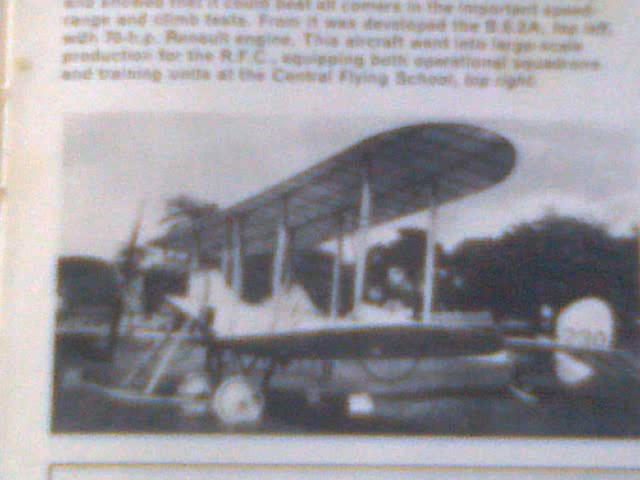 and showed that it could beat all comers in the important speed,
range and climb tests. From it was developed the B.E.2A, top left,
with 70-h.p. Renault engine. This aircraft went into large-scale
production for the R.F.C., equipping both operational squadrons
and training units at the Central Flying School, top right.